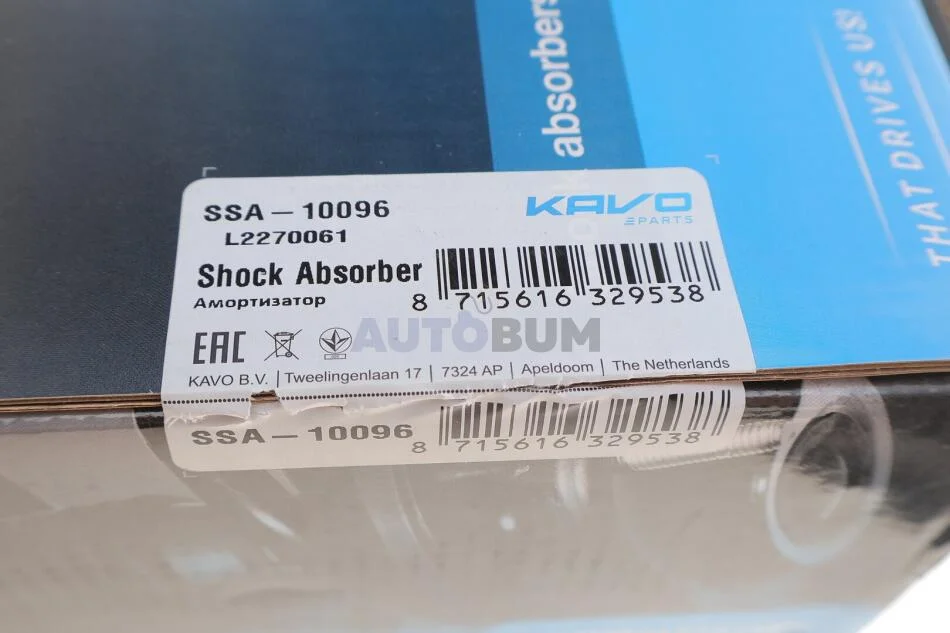 absorbers
THAT DRIVES US!
SSA – 10096
KAVO
PARTS
L2270061
Shock Absorber
Амортизатор
8 715616 329538
EAC
AUTOBUM
KAVO B.V. | Tweelingenlaan 17 | 7324 AP | Apeldoorn | The Netherlands
SSA – 10096
8 715616 329538